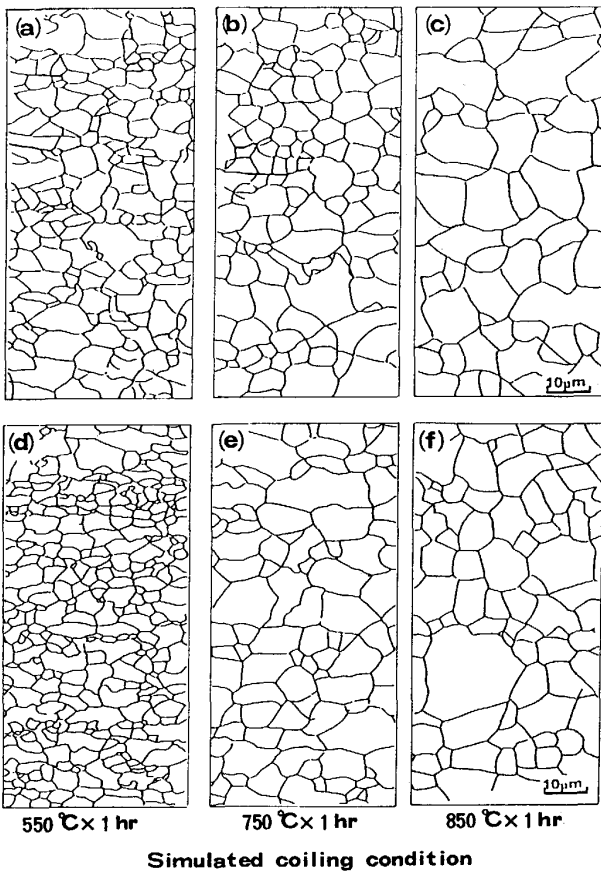 (a) (b) (c)
10μm
(d) (e) (f)
10μm
550 ℃ × 1 hr 750 ℃ × 1 hr 850 ℃ × 1 hr
Simulated coiling condition